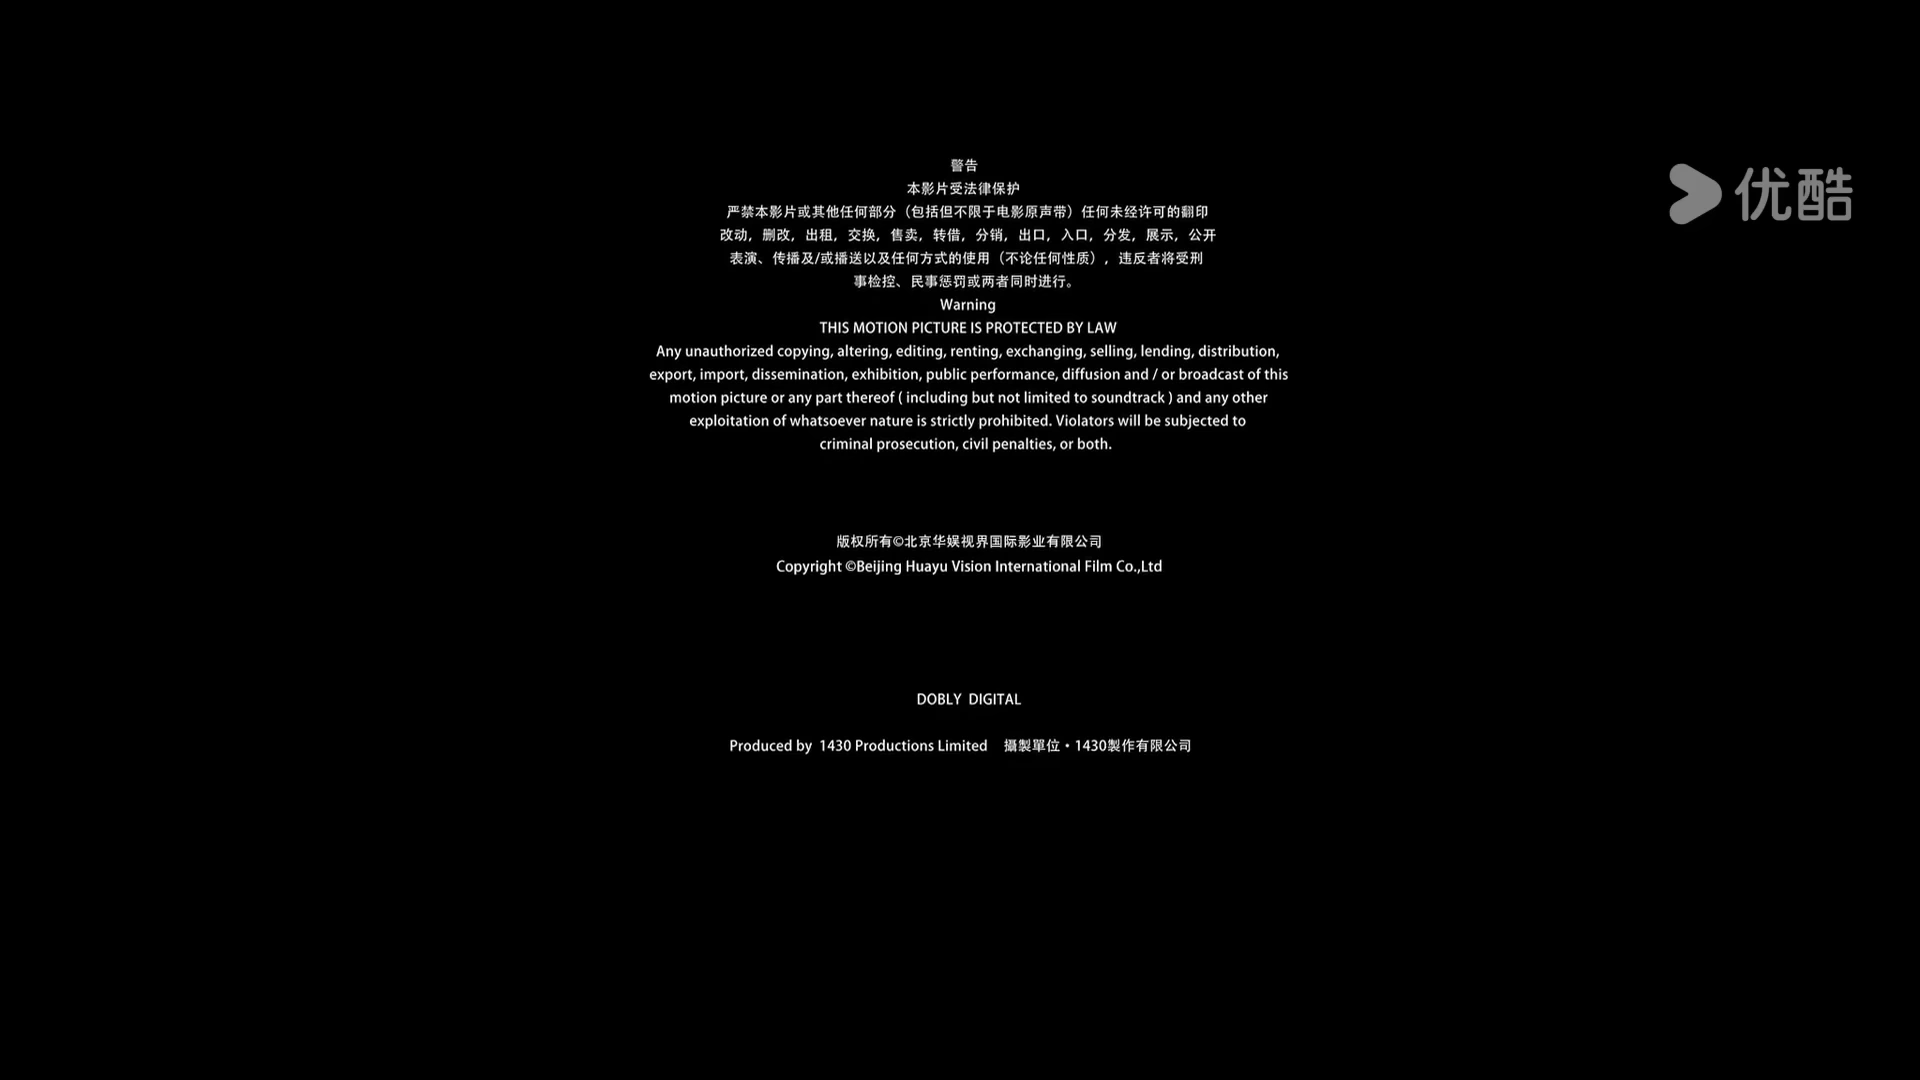 警告
本影片受法律保护
严禁本影片或其他任何部分（包括但不限于电影原声带）任何未经许可的翻印
改动，删改，出租，交换，售卖，转借，分销，出口，入口，分发，展示，公开
表演、传播及/或播送以及任何方式的使用（不论任何性质），违反者将受刑
事检控、民事惩罚或两者同时进行。
Warning
THIS MOTION PICTURE IS PROTECTED BY LAW
Any unauthorized copying, altering, editing, renting, exchanging, selling, lending, distribution,
export, import, dissemination, exhibition, public performance, diffusion and / or broadcast of this
motion picture or any part thereof ( including but not limited to soundtrack ) and any other
exploitation of whatsoever nature is strictly prohibited. Violators will be subjected to
criminal prosecution, civil penalties, or both.
版权所有©北京华娱视界国际影业有限公司
Copyright ©Beijing Huayu Vision International Film Co.,Ltd
DOBLY DIGITAL
Produced by 1430 Productions Limited 攝製單位・1430製作有限公司
优酷